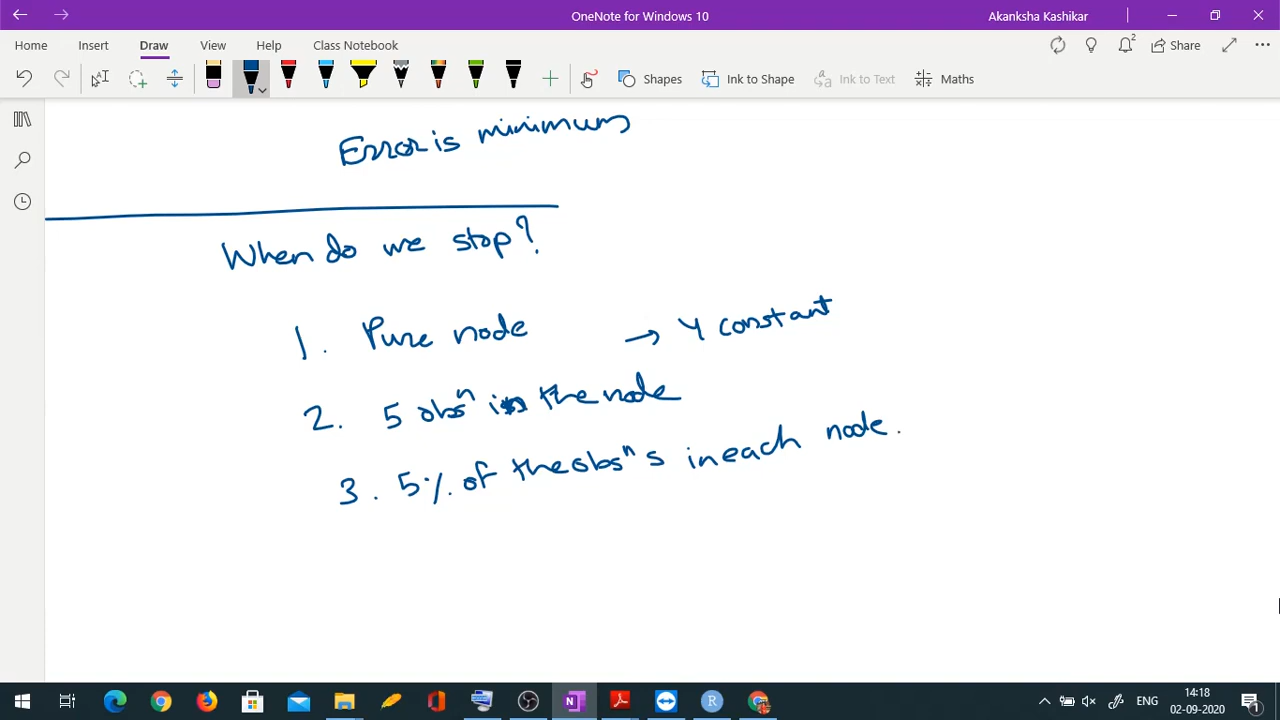 OneNote for Windows 10
Akanksha Kashikar
Home Insert Draw View Help Class Notebook
Share
Shapes Ink to Shape Ink to Text Maths
Error is minimum
When do we stop?
1. Pure node → Y constant
2. 5 obsⁿ in the node
3. 5% of the obsⁿs in each node.
ENG
14:18
02-09-2020